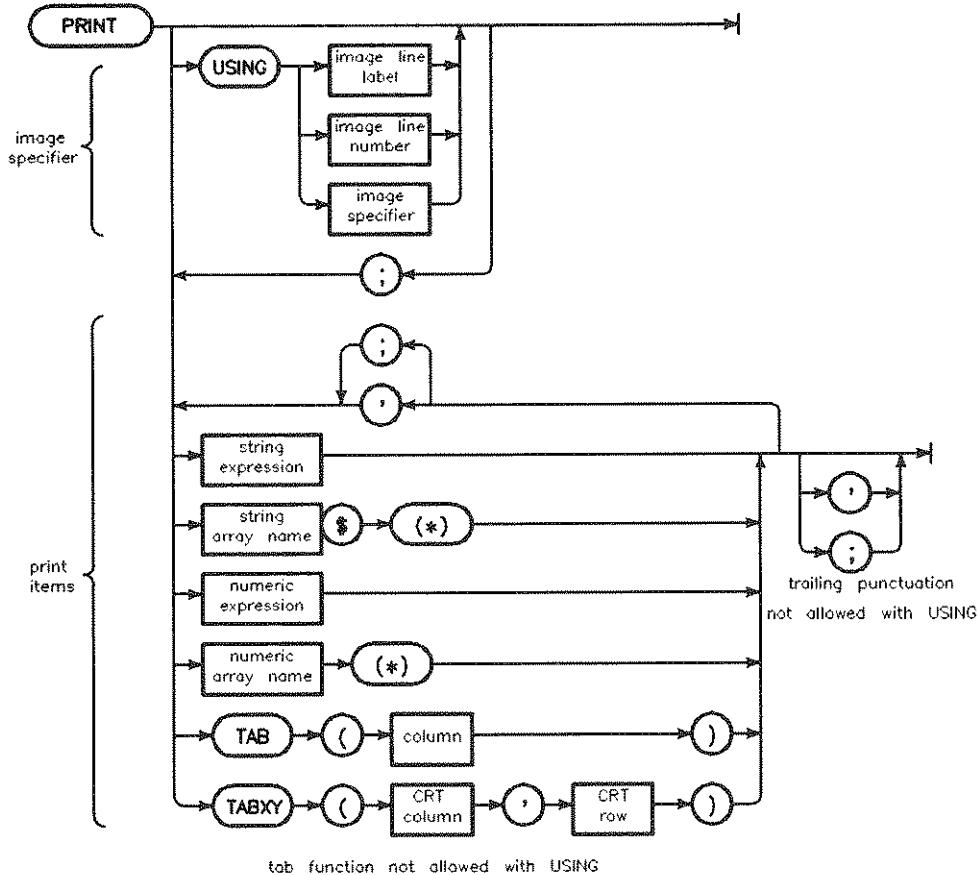 PRINT
USING
image line
label
image line
number
image
specifier
image
specifier
;
;
,
string
expression
string
array name $ (*)
numeric
expression
numeric
array name (*)
print
items
,
;
trailing punctuation
not allowed with USING
TAB ( column )
TABXY ( CRT
column , CRT
row )
tab function not allowed with USING